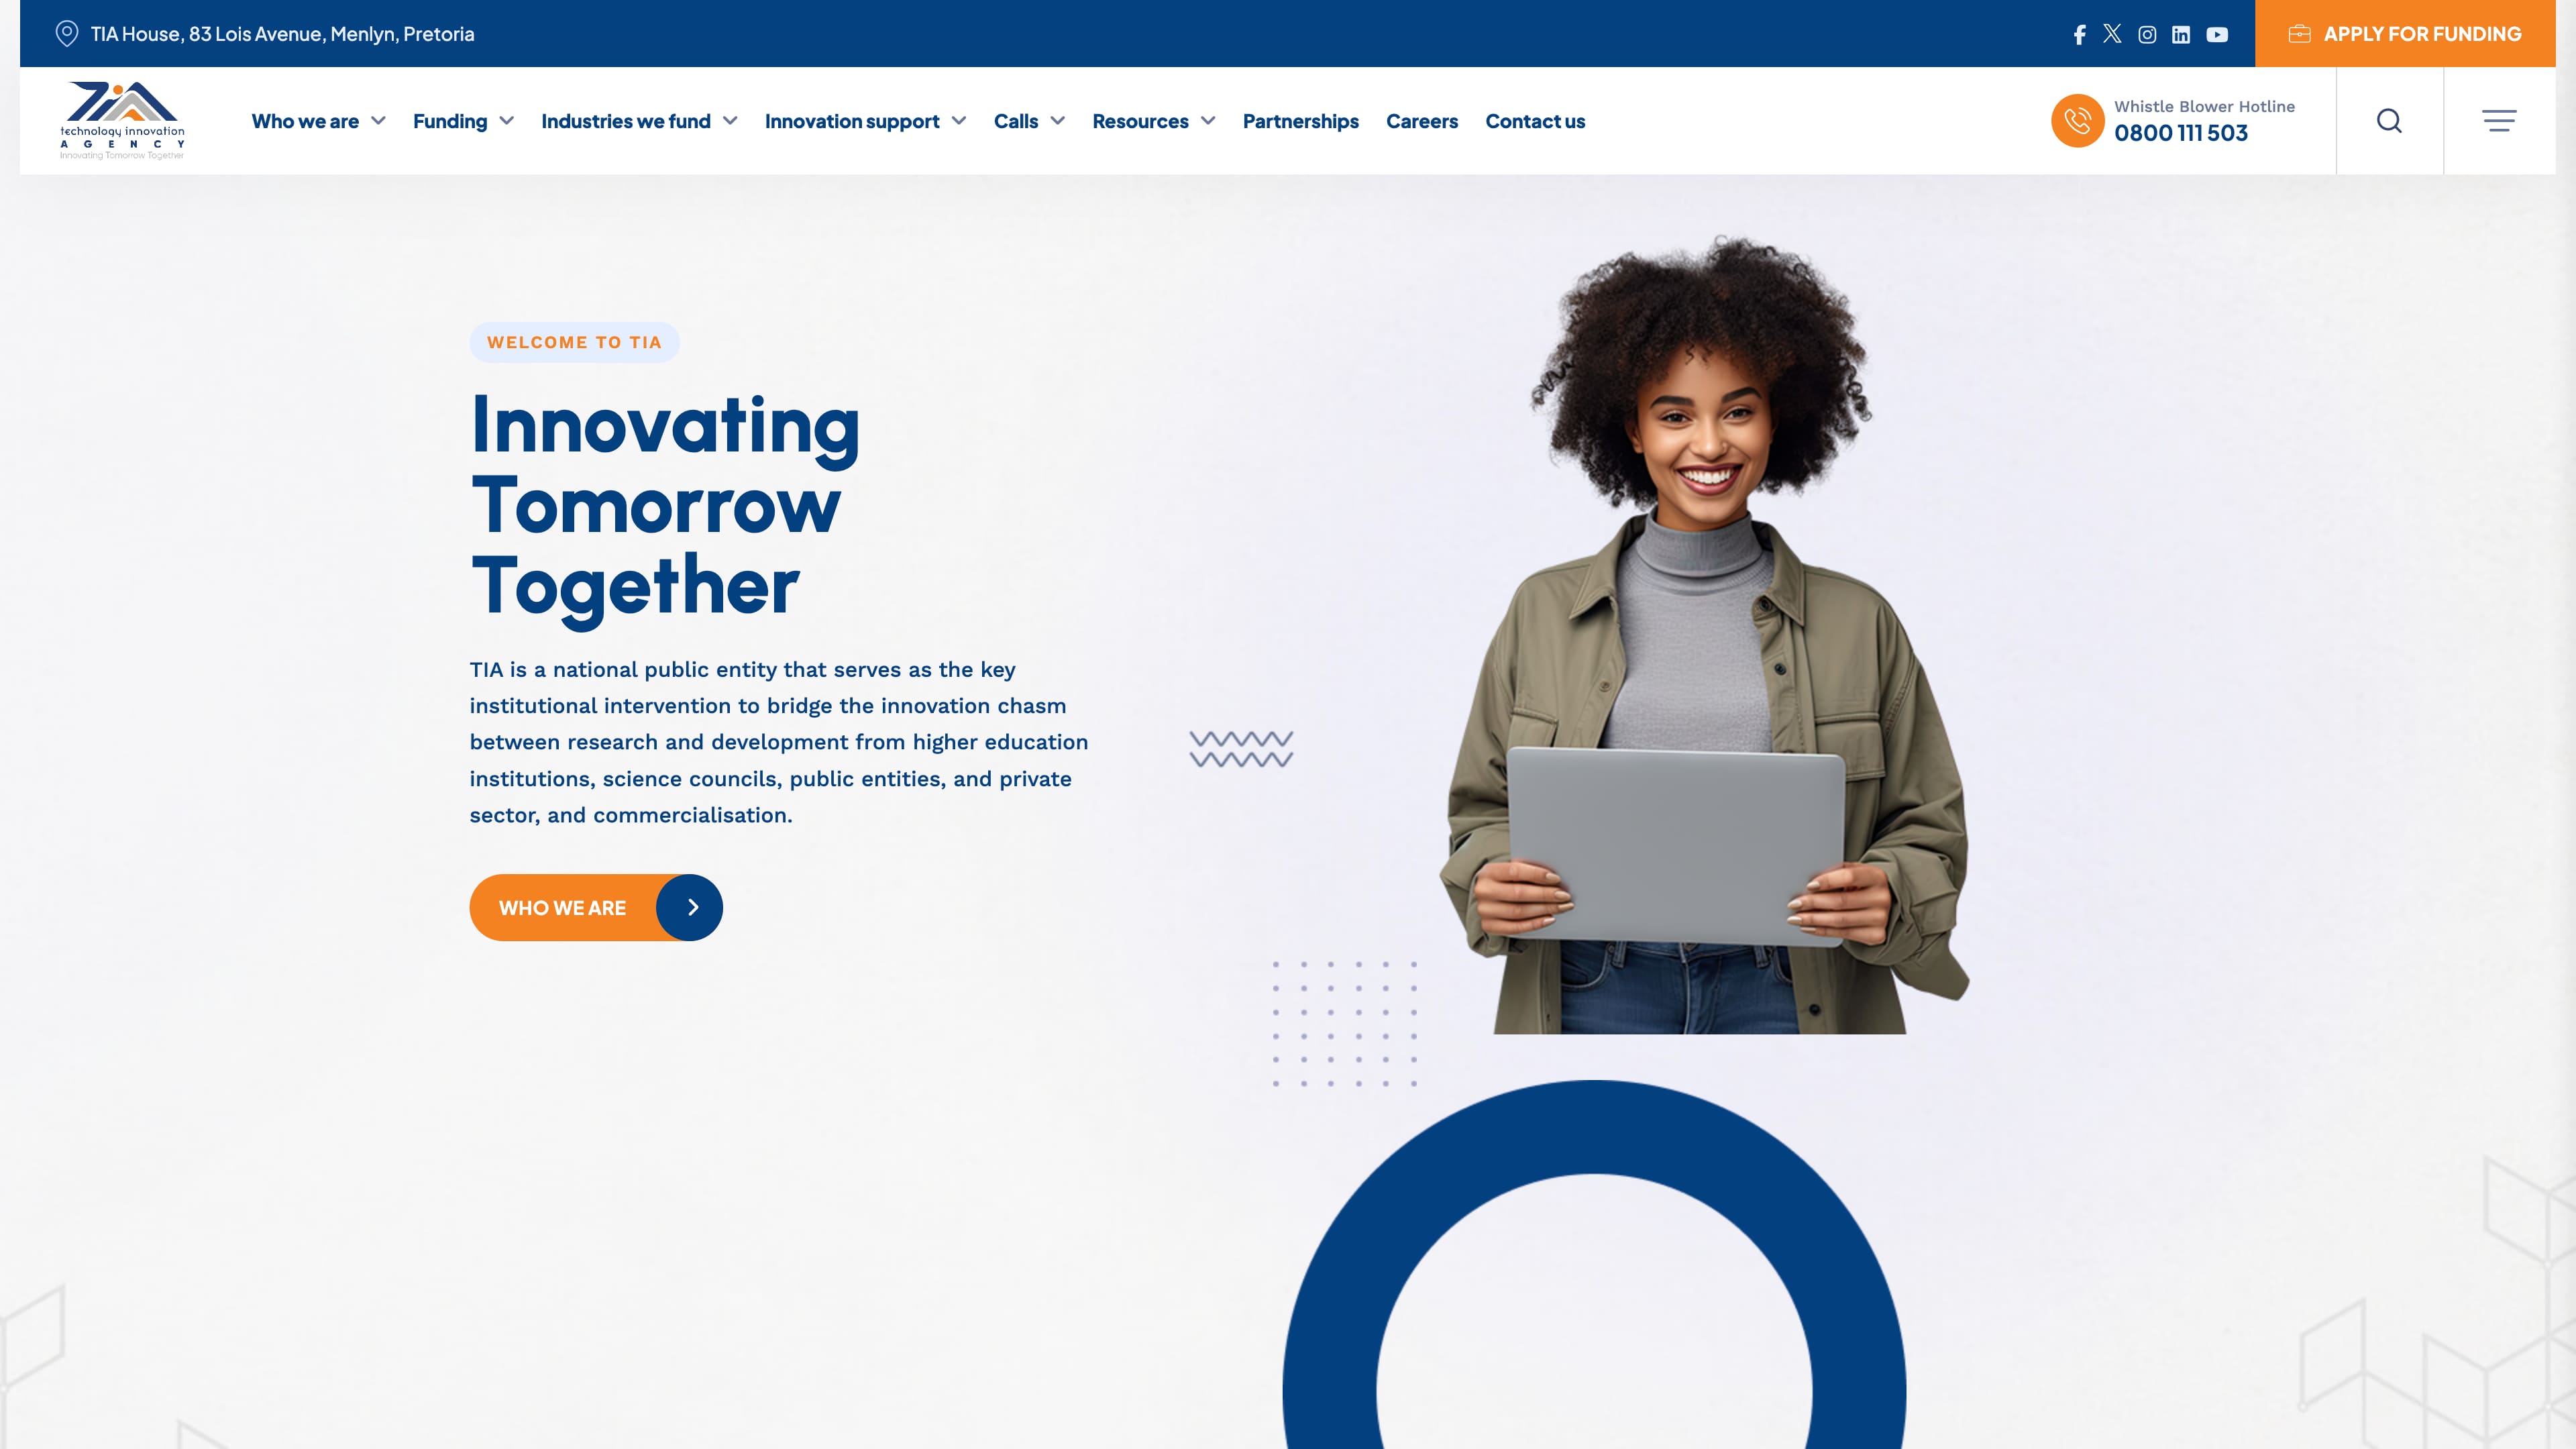 TIA House, 83 Lois Avenue, Menlyn, Pretoria
APPLY FOR FUNDING
technology innovation
AGENCY
Innovating Tomorrow Together
Who we are
Funding
Industries we fund
Innovation support
Calls
Resources
Partnerships
Careers
Contact us
Whistle Blower Hotline
0800 111 503
WELCOME TO TIA
Innovating
Tomorrow
Together
TIA is a national public entity that serves as the key
institutional intervention to bridge the innovation chasm
between research and development from higher education
institutions, science councils, public entities, and private
sector, and commercialisation.
WHO WE ARE